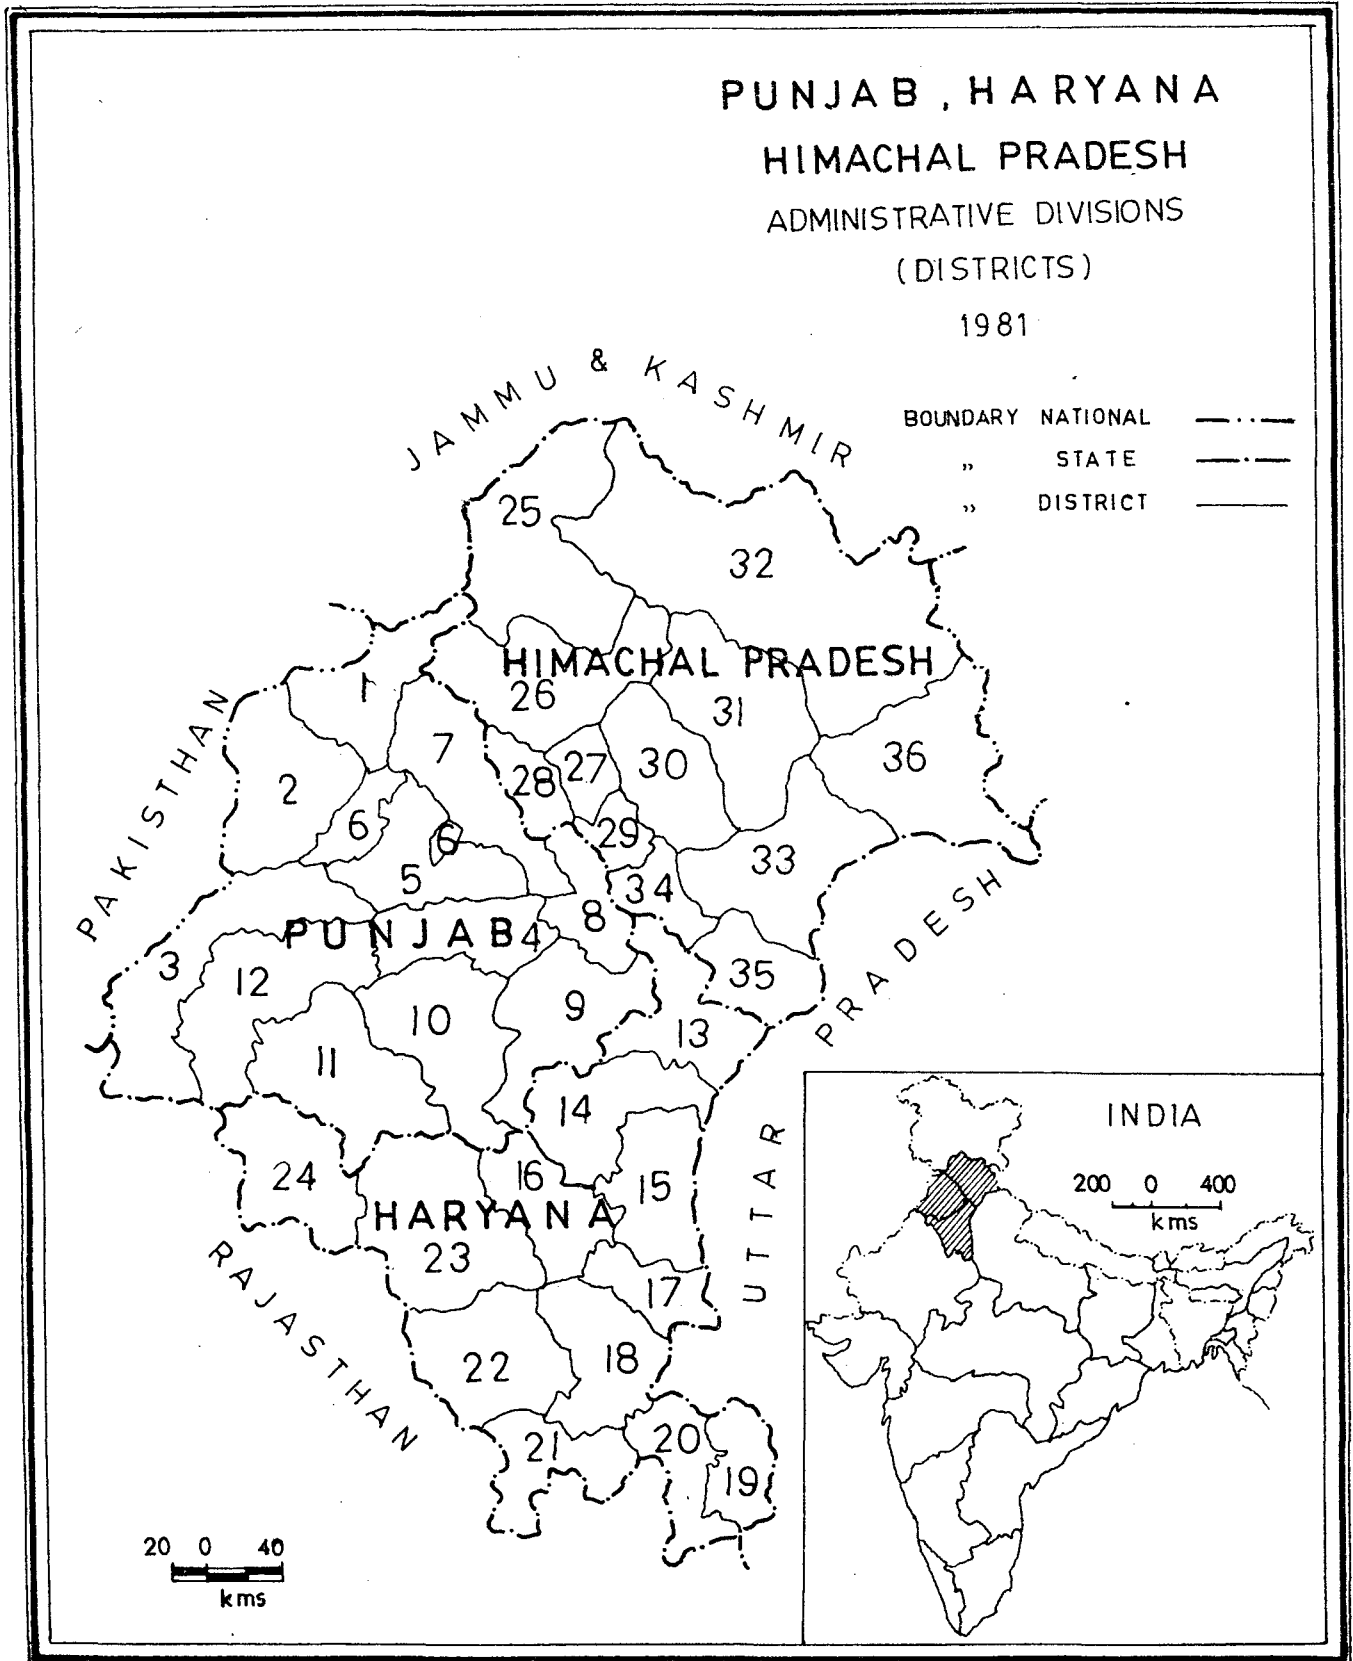 PUNJAB, HARYANA
HIMACHAL PRADESH
ADMINISTRATIVE DIVISIONS
(DISTRICTS)
1981
BOUNDARY NATIONAL
,, STATE
,, DISTRICT
JAMMU & KASHMIR
PAKISTHAN
HIMACHAL PRADESH
PUNJAB
HARYANA
RAJASTHAN
UTTAR PRADESH
25
32
1
26
31
7
28
27
30
36
2
6
6
29
33
5
34
8
4
3
12
35
9
10
13
11
14
24
16
15
23
17
22
18
21
20
19
20 0 40
kms
INDIA
200 0 400
kms